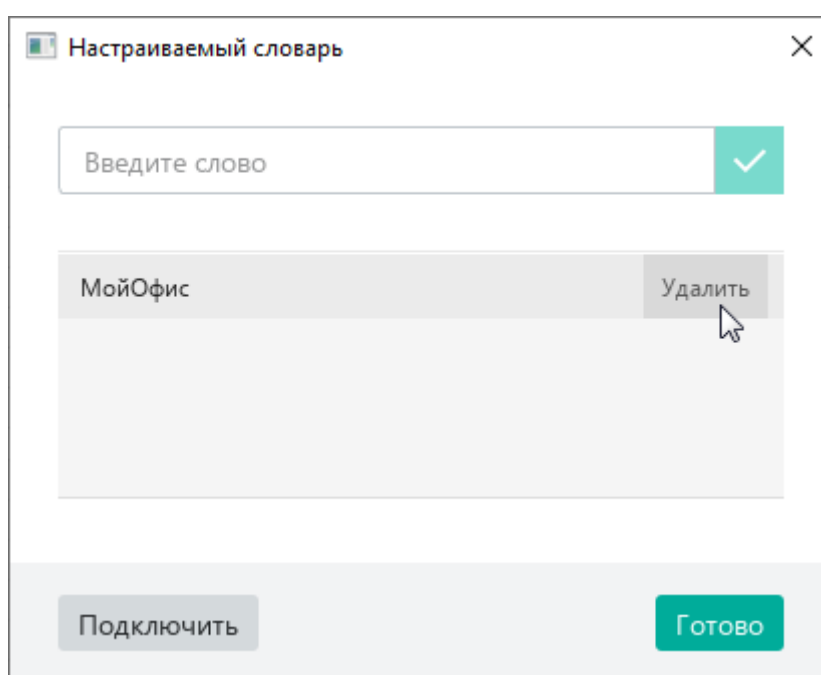 Настраиваемый словарь
Введите слово
МойОфис Удалить
Подключить Готово